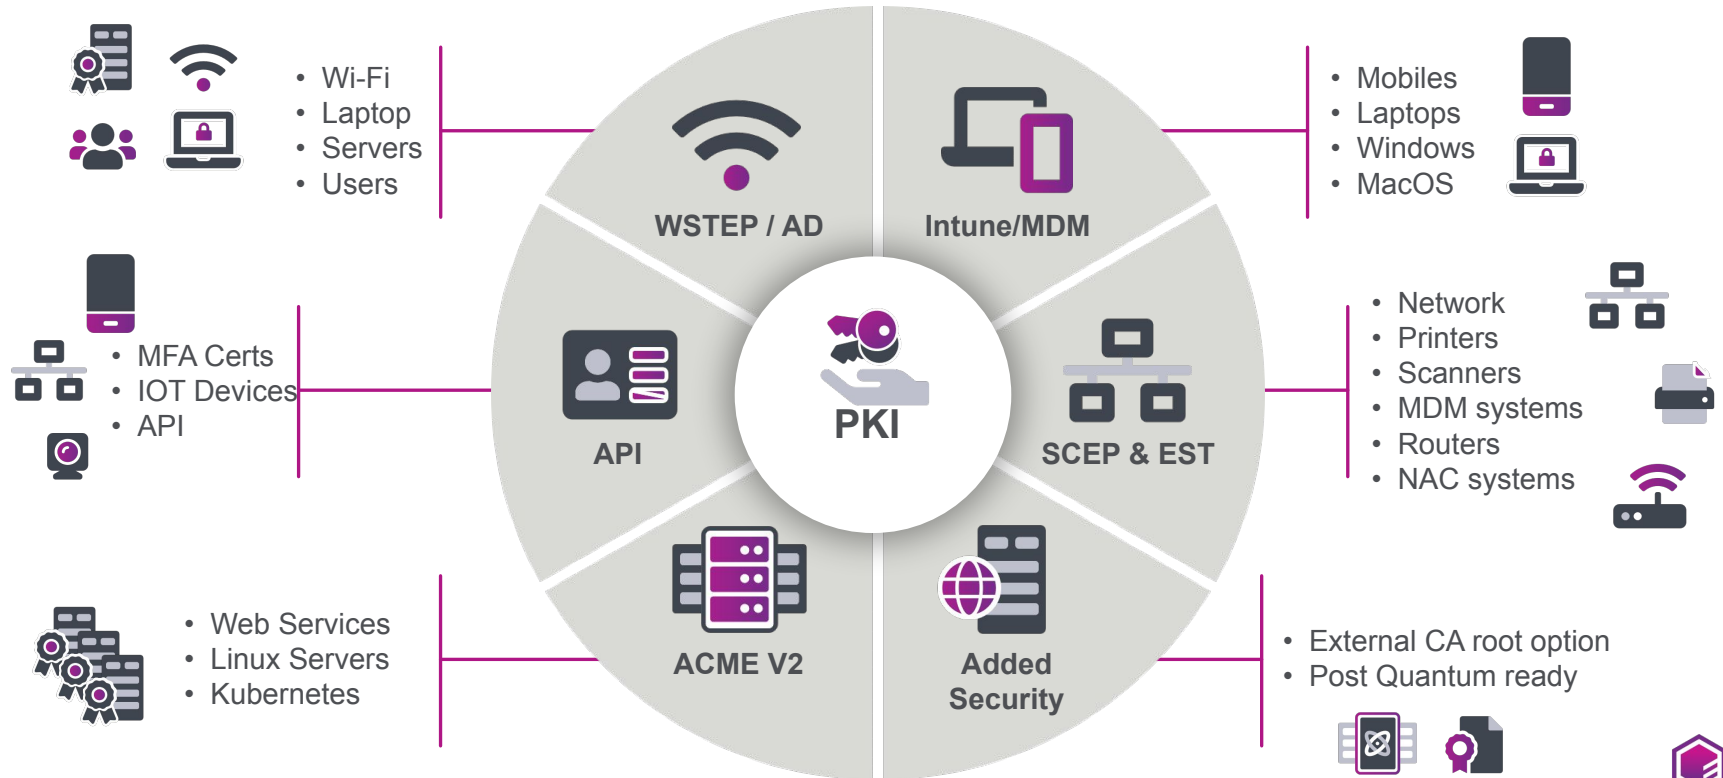 • Wi-Fi
• Laptop
• Servers
• Users
WSTEP / AD
Intune/MDM
• Mobiles
• Laptops
• Windows
• MacOS
• MFA Certs
• IOT Devices
• API
API
PKI
SCEP & EST
• Network
• Printers
• Scanners
• MDM systems
• Routers
• NAC systems
• Web Services
• Linux Servers
• Kubernetes
ACME V2
Added
Security
• External CA root option
• Post Quantum ready